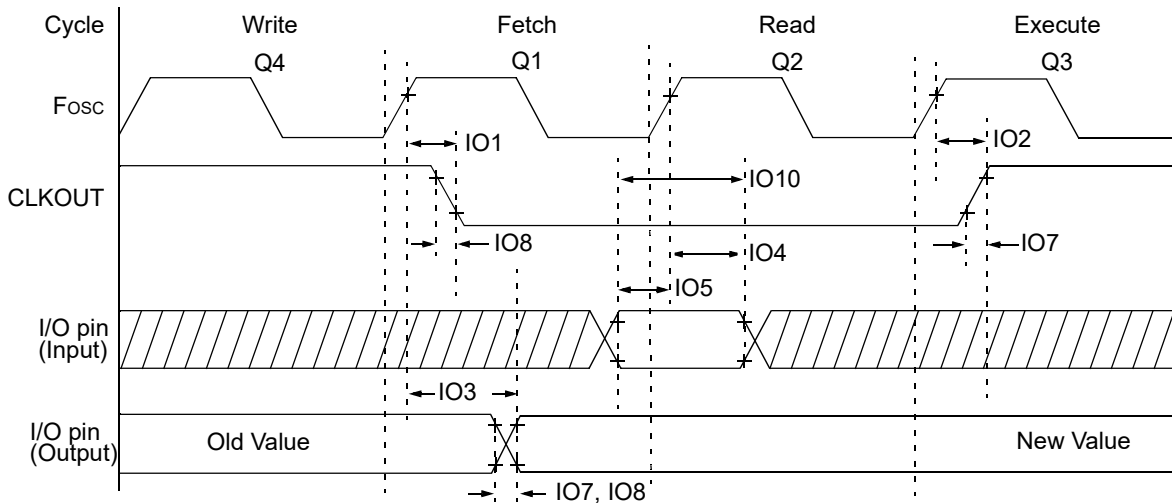 Cycle Write Fetch Read Execute
Q4 Q1 Q2 Q3
FOSC
IO1 IO2
CLKOUT
IO10
IO8 IO4 IO7
IO5
I/O pin
(Input)
IO3
I/O pin
(Output)
Old Value New Value
IO7, IO8